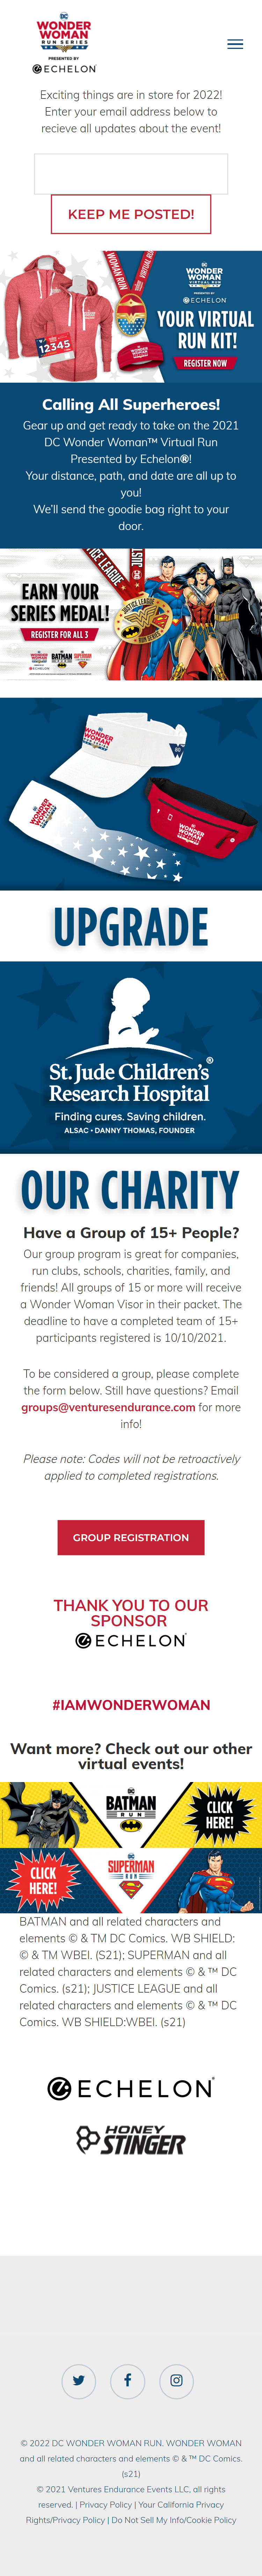 WONDER
WOMAN
RUN SERIES
PRESENTED BY
ECHELON
Exciting things are in store for 2022!
Enter your email address below to
recieve all updates about the event!
KEEP ME POSTED!
WOMAN RUN
VIRTUAL RUN
12345
WONDER
WOMAN
VIRTUAL RUN
PRESENTED BY
ECHELON
YOUR VIRTUAL
RUN KIT!
REGISTER NOW
Calling All Superheroes!
Gear up and get ready to take on the 2021
DC Wonder Woman™ Virtual Run
Presented by Echelon®!
Your distance, path, and date are all up to
you!
We'll send the goodie bag right to your
door.
EARN YOUR
SERIES MEDAL!
REGISTER FOR ALL 3
BATMAN
SUPERMAN
JUSTICE LEAGUE
WONDER
WOMAN
WONDER
WOMAN
WONDER
WOMAN
UPGRADE
St. Jude Children's®
Research Hospital
Finding cures. Saving children.
ALSAC • DANNY THOMAS, FOUNDER
OUR CHARITY
Have a Group of 15+ People?
Our group program is great for companies,
run clubs, schools, charities, family, and
friends! All groups of 15 or more will receive
a Wonder Woman Visor in their packet. The
deadline to have a completed team of 15+
participants registered is 10/10/2021.
To be considered a group, please complete
the form below. Still have questions? Email
groups@venturesendurance.com for more
info!
Please note: Codes will not be retroactively
applied to completed registrations.
GROUP REGISTRATION
THANK YOU TO OUR
SPONSOR
ECHELON
#IAMWONDERWOMAN
Want more? Check out our other
virtual events!
BATMAN
RUN
CLICK
HERE!
CLICK
HERE!
SUPERMAN
RUN
BATMAN and all related characters and
elements © & TM DC Comics. WB SHIELD:
© & TM WBEI. (S21); SUPERMAN and all
related characters and elements © & ™ DC
Comics. (s21); JUSTICE LEAGUE and all
related characters and elements © & ™ DC
Comics. WB SHIELD:WBEI. (s21)
ECHELON
HONEY
STINGER
© 2022 DC WONDER WOMAN RUN. WONDER WOMAN
and all related characters and elements © & ™ DC Comics.
(s21)
© 2021 Ventures Endurance Events LLC, all rights
reserved. | Privacy Policy | Your California Privacy
Rights/Privacy Policy | Do Not Sell My Info/Cookie Policy